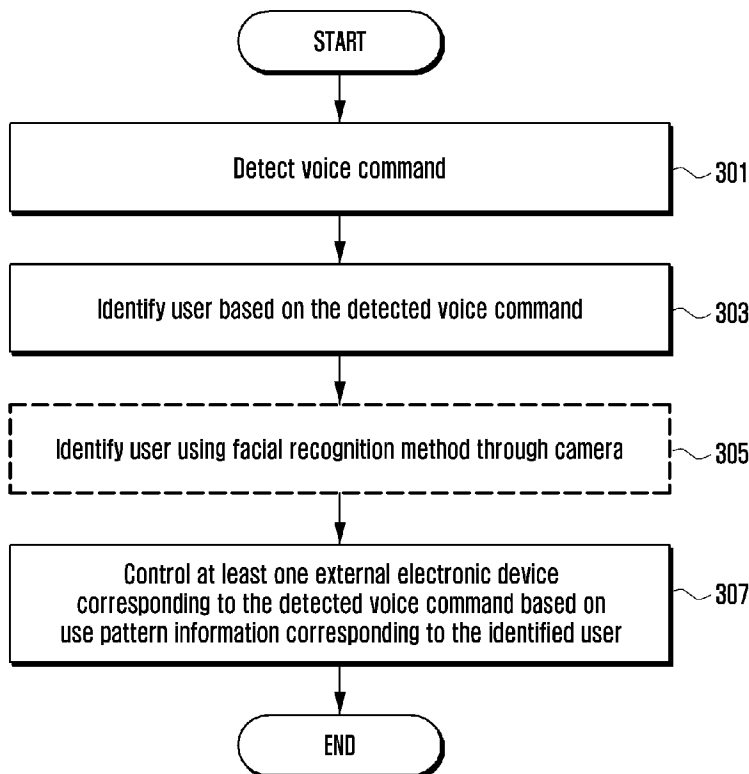 START
Detect voice command
301
Identify user based on the detected voice command
303
Identify user using facial recognition method through camera
305
Control at least one external electronic device
corresponding to the detected voice command based on
use pattern information corresponding to the identified user
307
END